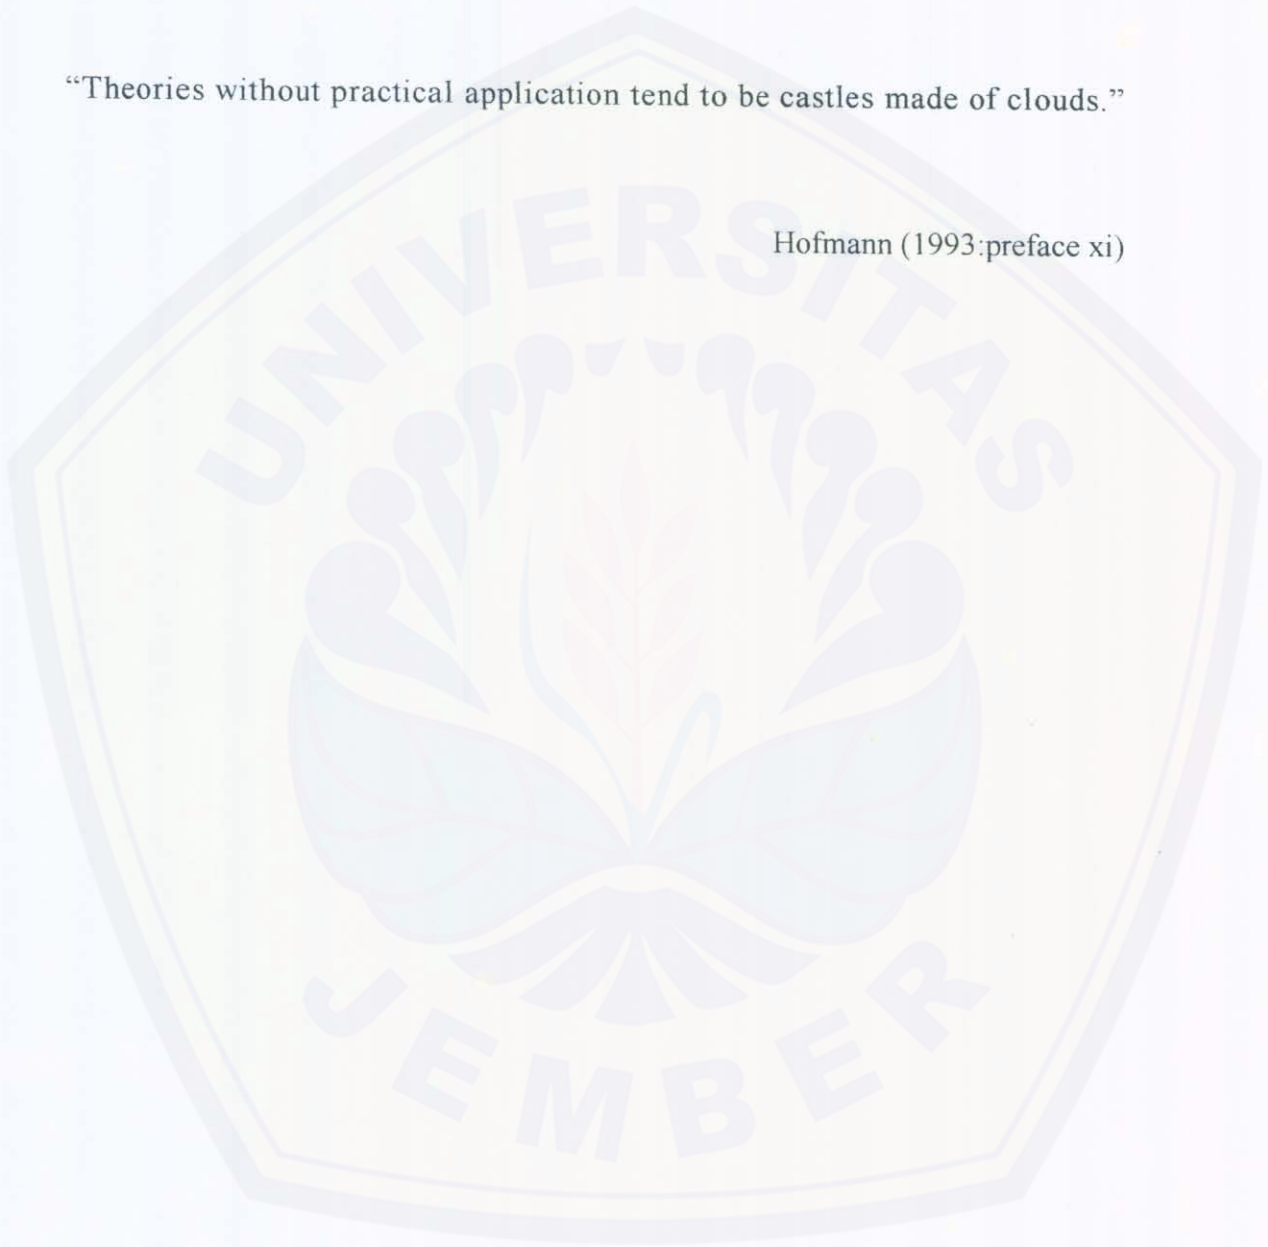 “Theories without practical application tend to be castles made of clouds.”
Hofmann (1993:preface xi)
UNIVERSITAS
JEMBER